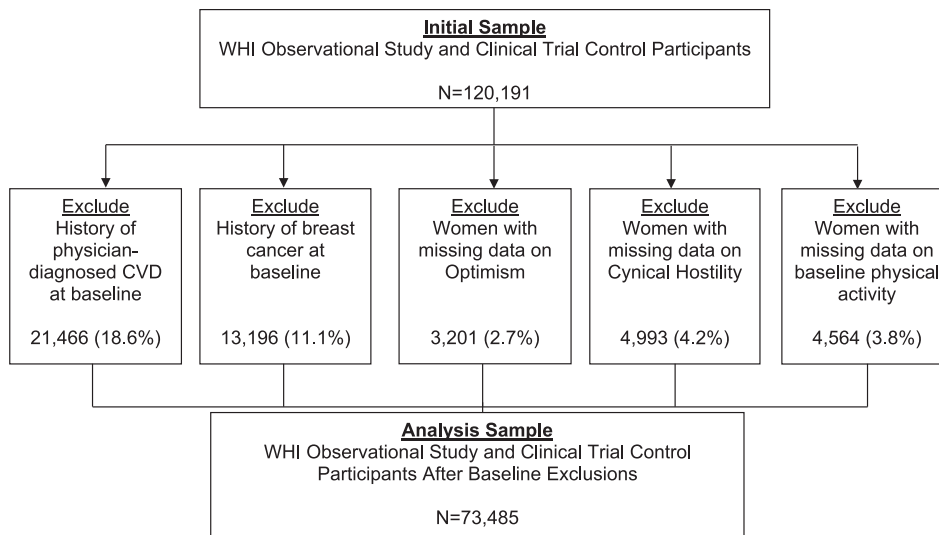 Initial Sample
WHI Observational Study and Clinical Trial Control Participants
N=120,191
Exclude
History of
physician-
diagnosed CVD
at baseline
21,466 (18.6%)
Exclude
History of breast
cancer at
baseline
13,196 (11.1%)
Exclude
Women with
missing data on
Optimism
3,201 (2.7%)
Exclude
Women with
missing data on
Cynical Hostility
4,993 (4.2%)
Exclude
Women with
missing data on
baseline physical
activity
4,564 (3.8%)
Analysis Sample
WHI Observational Study and Clinical Trial Control
Participants After Baseline Exclusions
N=73,485